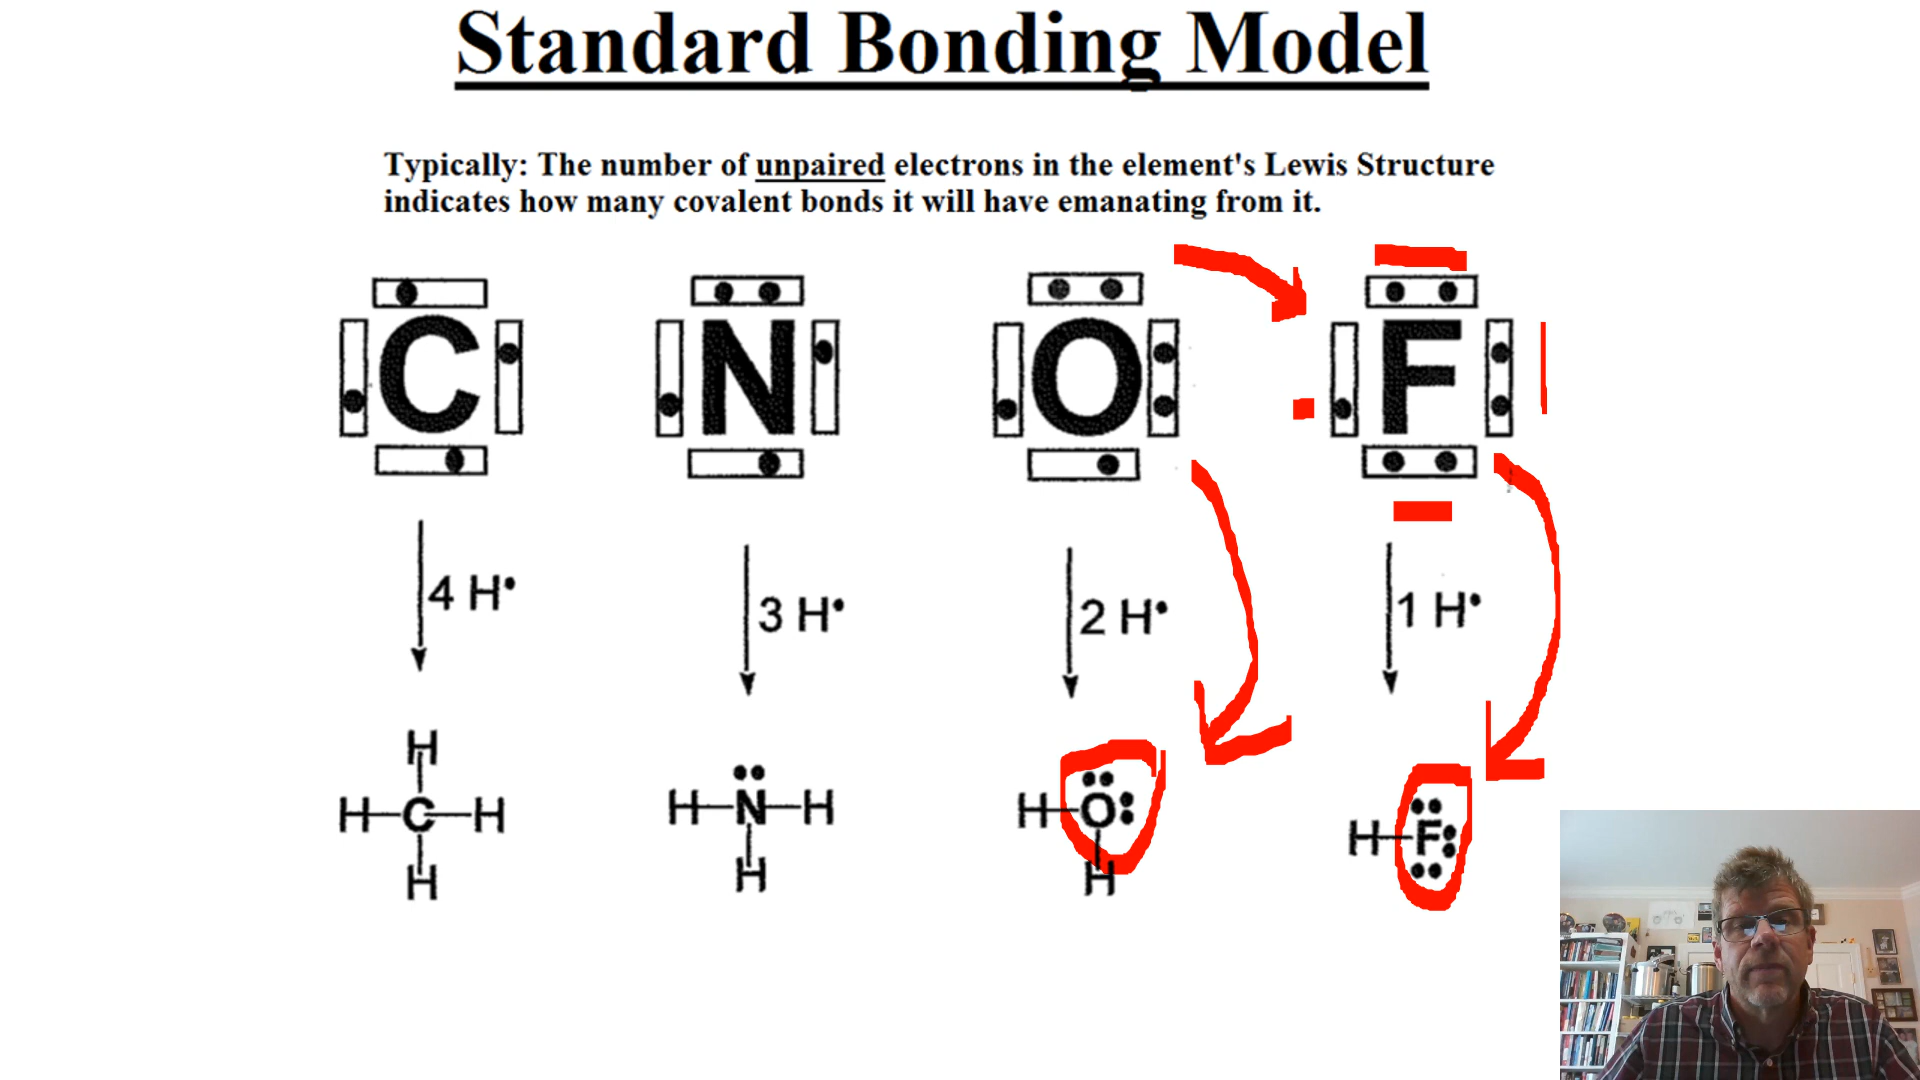 Standard Bonding Model
Typically: The number of unpaired electrons in the element's Lewis Structure
indicates how many covalent bonds it will have emanating from it.
C N O F
4 H• 3 H• 2 H• 1 H•
H
H–C–H
H
H–N–H
H
H–O
H
H–F